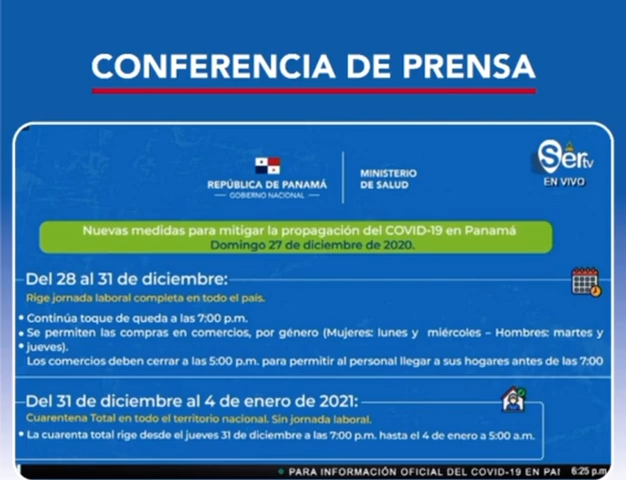 CONFERENCIA DE PRENSA
REPÚBLICA DE PANAMÁ
— GOBIERNO NACIONAL —
MINISTERIO
DE SALUD
Sertv
EN VIVO
Nuevas medidas para mitigar la propagación del COVID-19 en Panamá
Domingo 27 de diciembre de 2020.
Del 28 al 31 de diciembre:
Rige jornada laboral completa en todo el país.
• Continúa toque de queda a las 7:00 p.m.
• Se permiten las compras en comercios, por género (Mujeres: lunes y miércoles – Hombres: martes y
• jueves).
Los comercios deben cerrar a las 5:00 p.m. para permitir al personal llegar a sus hogares antes de las 7:00
Del 31 de diciembre al 4 de enero de 2021:
Cuarentena Total en todo el territorio nacional. Sin jornada laboral.
• La cuarenta total rige desde el jueves 31 de diciembre a las 7:00 p.m. hasta el 4 de enero a 5:00 a.m.
• PARA INFORMACIÓN OFICIAL DEL COVID-19 EN PA 6:25 p.m